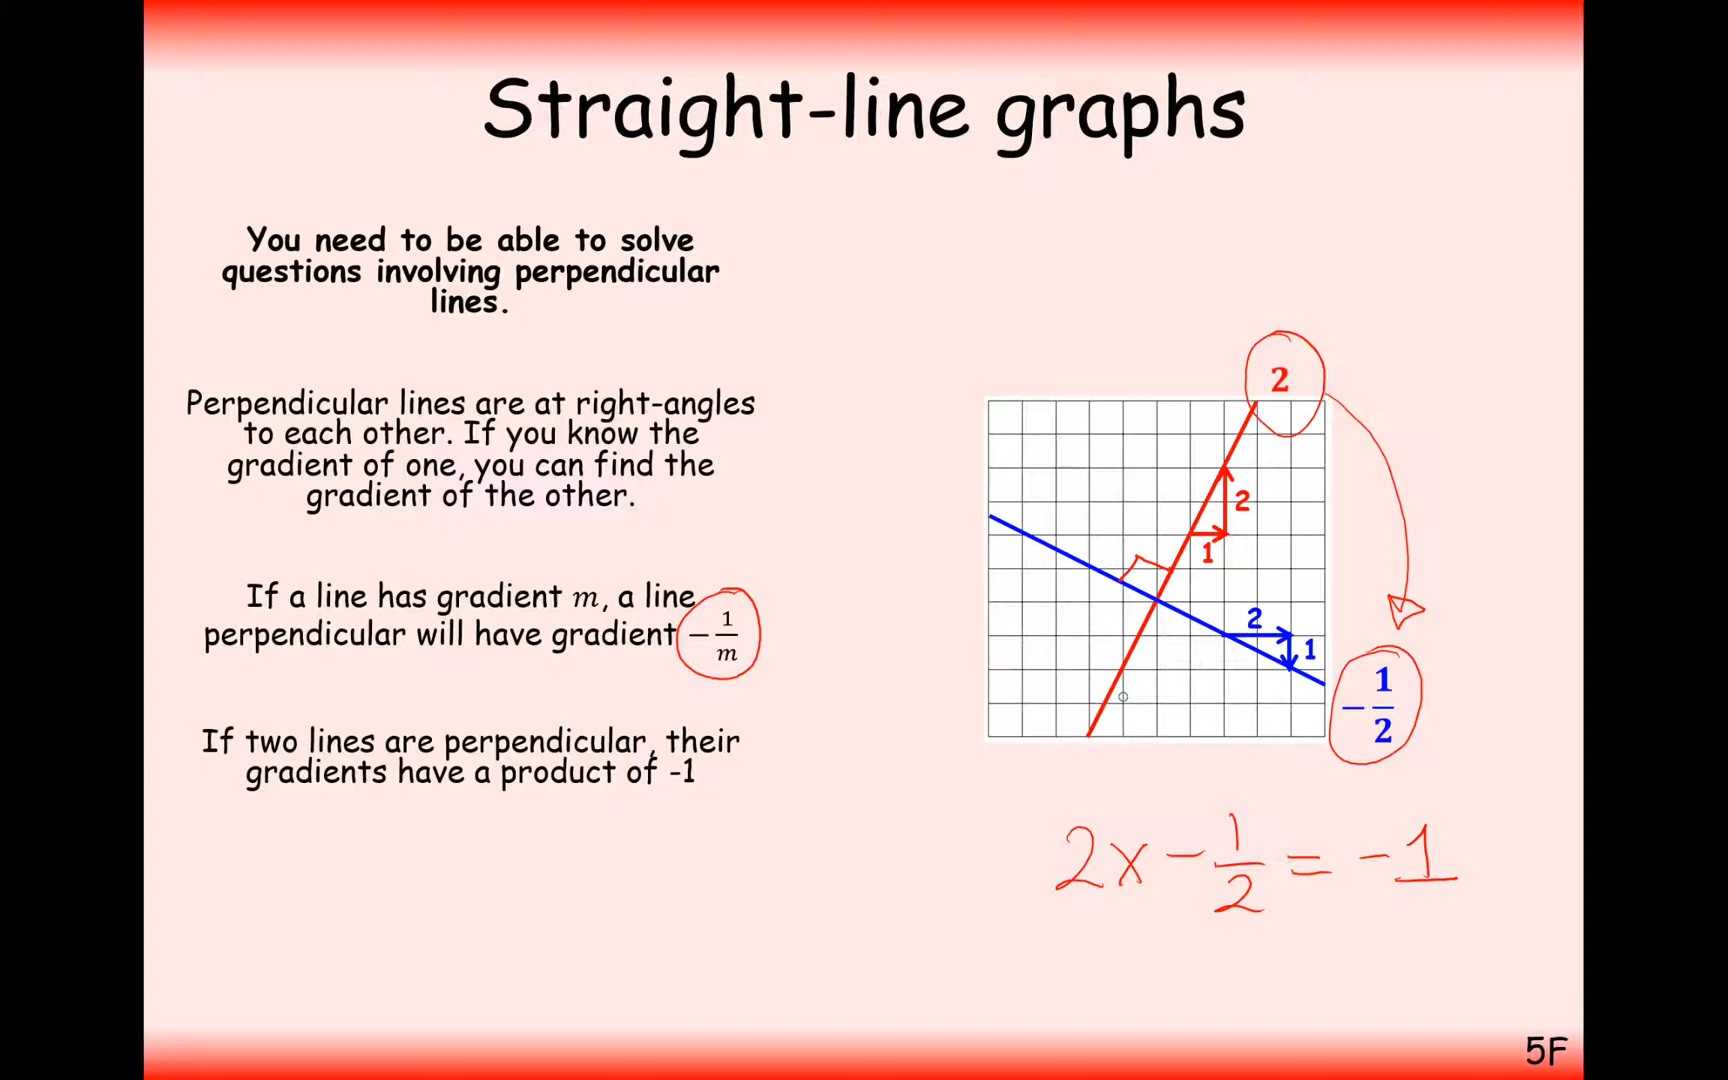 Straight-line graphs
You need to be able to solve
questions involving perpendicular
lines.
Perpendicular lines are at right-angles
to each other. If you know the
gradient of one, you can find the
gradient of the other.
If a line has gradient m, a line
perpendicular will have gradient −1/m
If two lines are perpendicular, their
gradients have a product of -1
2
2
1
2
1
−1/2
2x − 1/2 = −1
5F